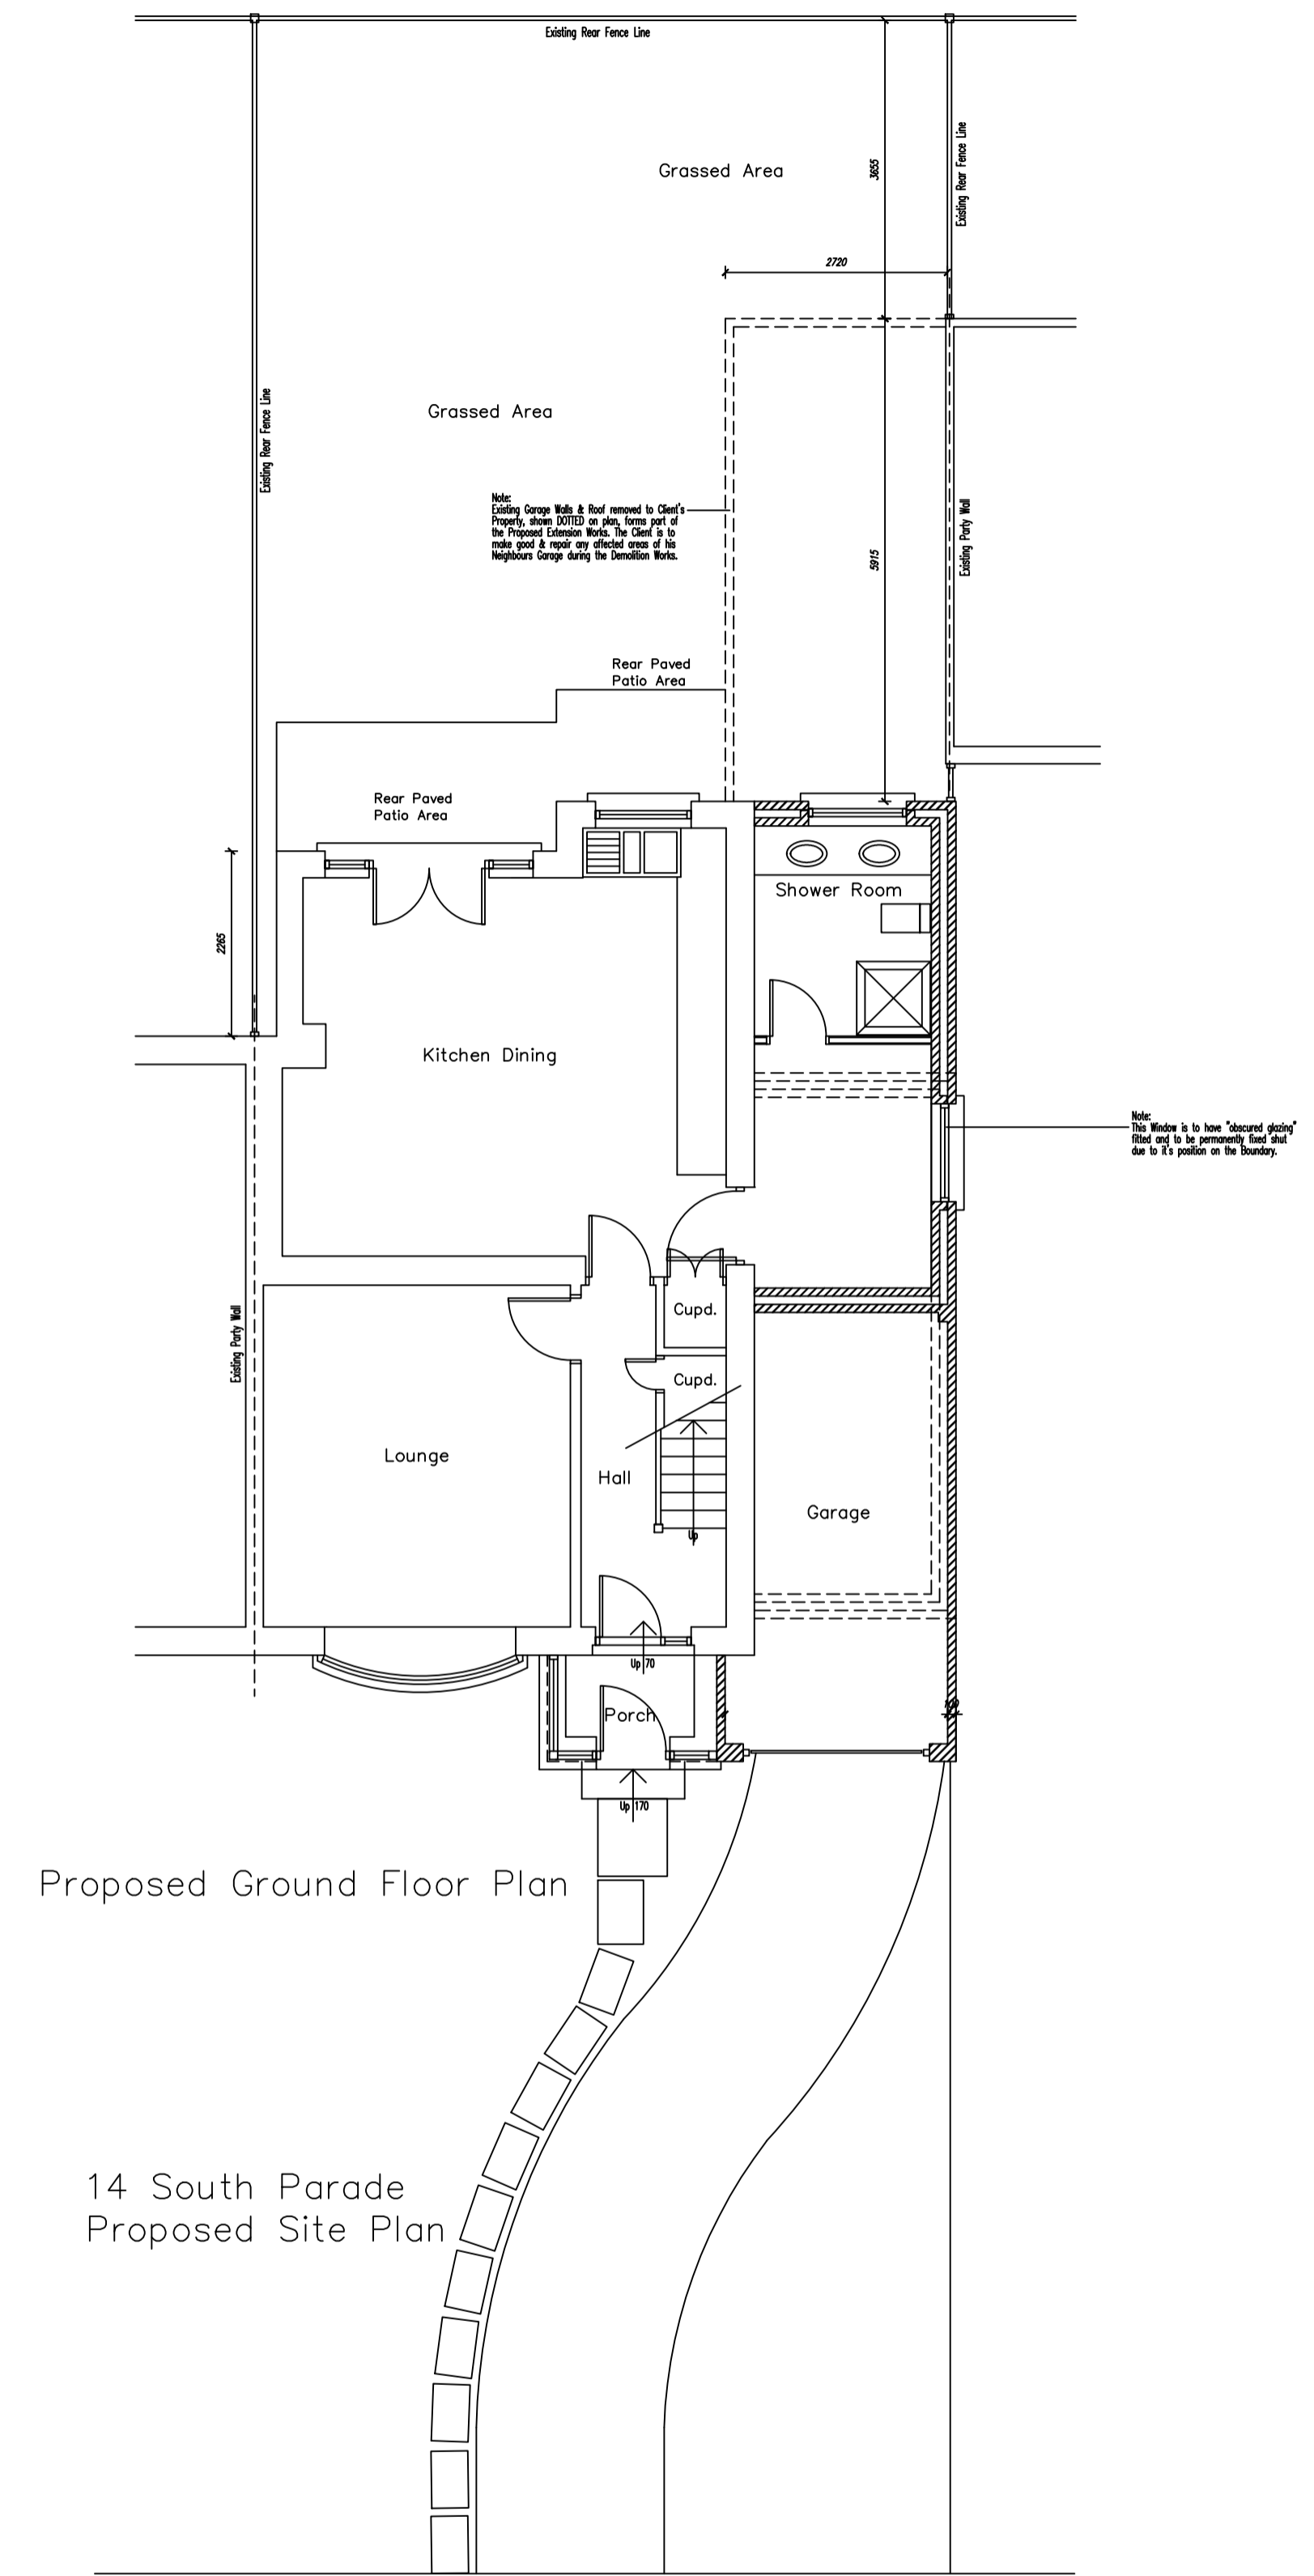 Existing Rear Fence Line
Existing Rear Fence Line
Grassed Area
3655
2720
Existing Rear Fence Line
Grassed Area
Note:
Existing Garage Walls & Roof removed to Client's
Property, shown DOTTED on plan, forms part of
the Proposed Extension Works. The Client is to
make good & repair any affected areas of his
Neighbours Garage during the Demolition Works.
5915
Existing Party Wall
Rear Paved
Patio Area
Rear Paved
Patio Area
Shower Room
2265
Kitchen Dining
Note:
This Window is to have "obscured glazing"
fitted and to be permanently fixed shut
due to it's position on the Boundary.
Cupd.
Existing Party Wall
Cupd.
Lounge
Hall
Garage
Up
Up 70
Porch
100
Up 170
Proposed Ground Floor Plan
14 South Parade
Proposed Site Plan